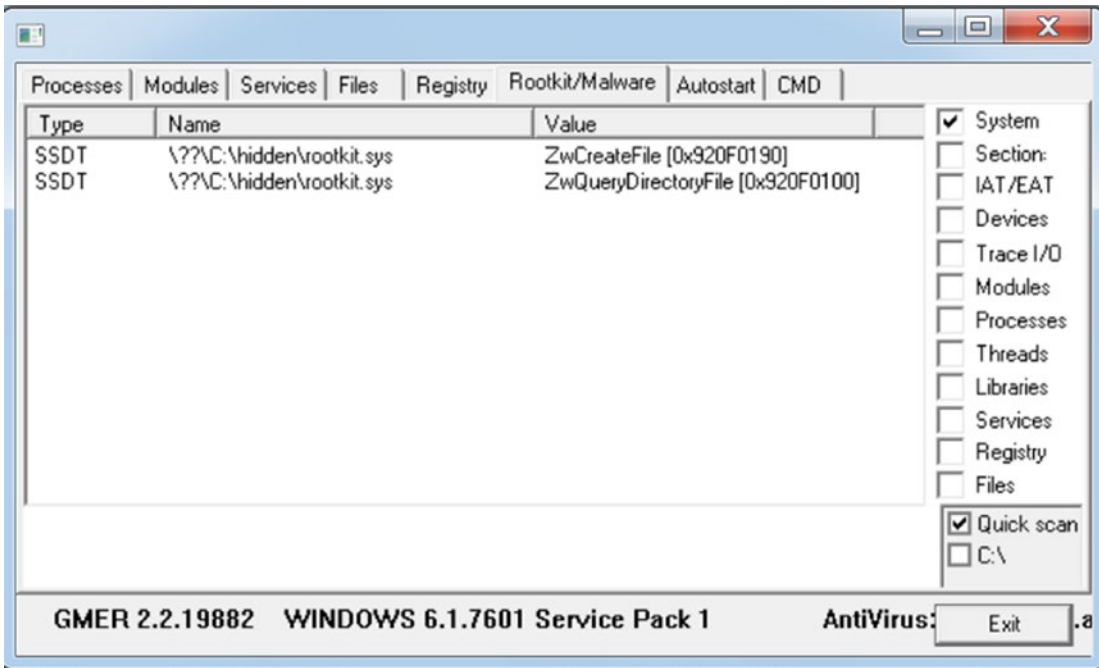 Processes Modules Services Files Registry Rootkit/Malware Autostart CMD
Type Name Value
SSDT \??\C:\hidden\rootkit.sys ZwCreateFile [0x920F0190]
SSDT \??\C:\hidden\rootkit.sys ZwQueryDirectoryFile [0x920F0100]
System
Section:
IAT/EAT
Devices
Trace I/O
Modules
Processes
Threads
Libraries
Services
Registry
Files
Quick scan
C:\
GMER 2.2.19882 WINDOWS 6.1.7601 Service Pack 1 AntiVirus: Exit .a